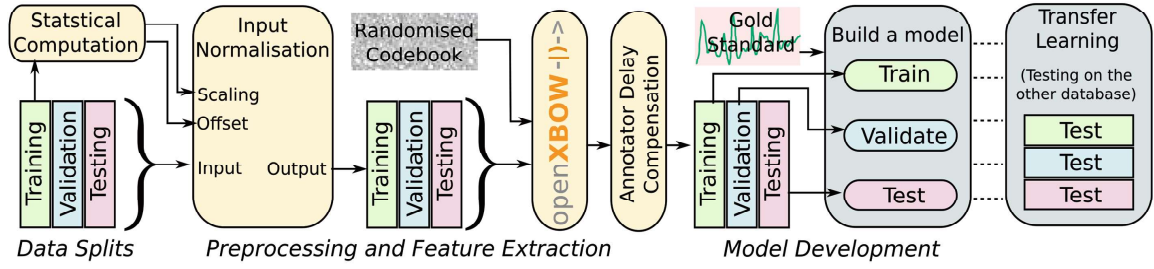 Statstical
Computation
Training
Validation
Testing
Data Splits
Input
Normalisation
Scaling
Offset
Input
Output
Randomised
Codebook
Training
Validation
Testing
openXBOW -|)->
Annotator Delay
Compensation
Preprocessing and Feature Extraction
Gold
Standard
Training
Validation
Testing
Build a model
Train
Validate
Test
Model Development
Transfer
Learning
(Testing on the
other database)
Test
Test
Test